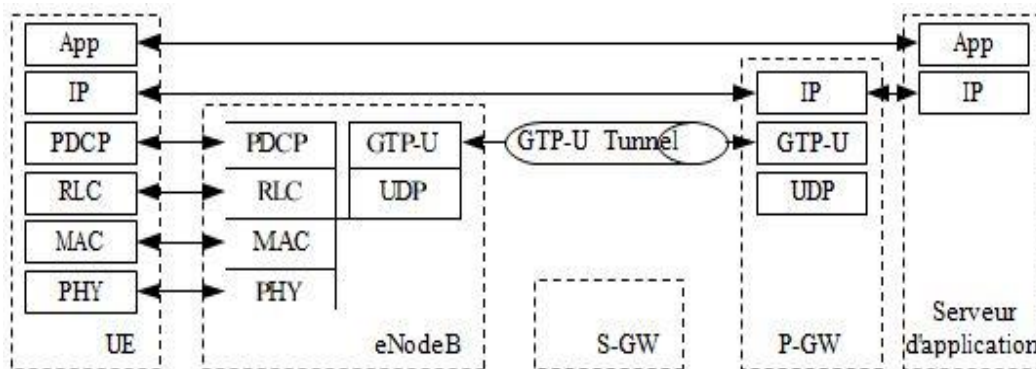 App
App
IP
IP
IP
PDCP
PDCP
GTP-U
GTP-U Tunnel
GTP-U
RLC
RLC
UDP
UDP
MAC
MAC
PHY
PHY
UE
eNodeB
S-GW
P-GW
Serveur
d'application